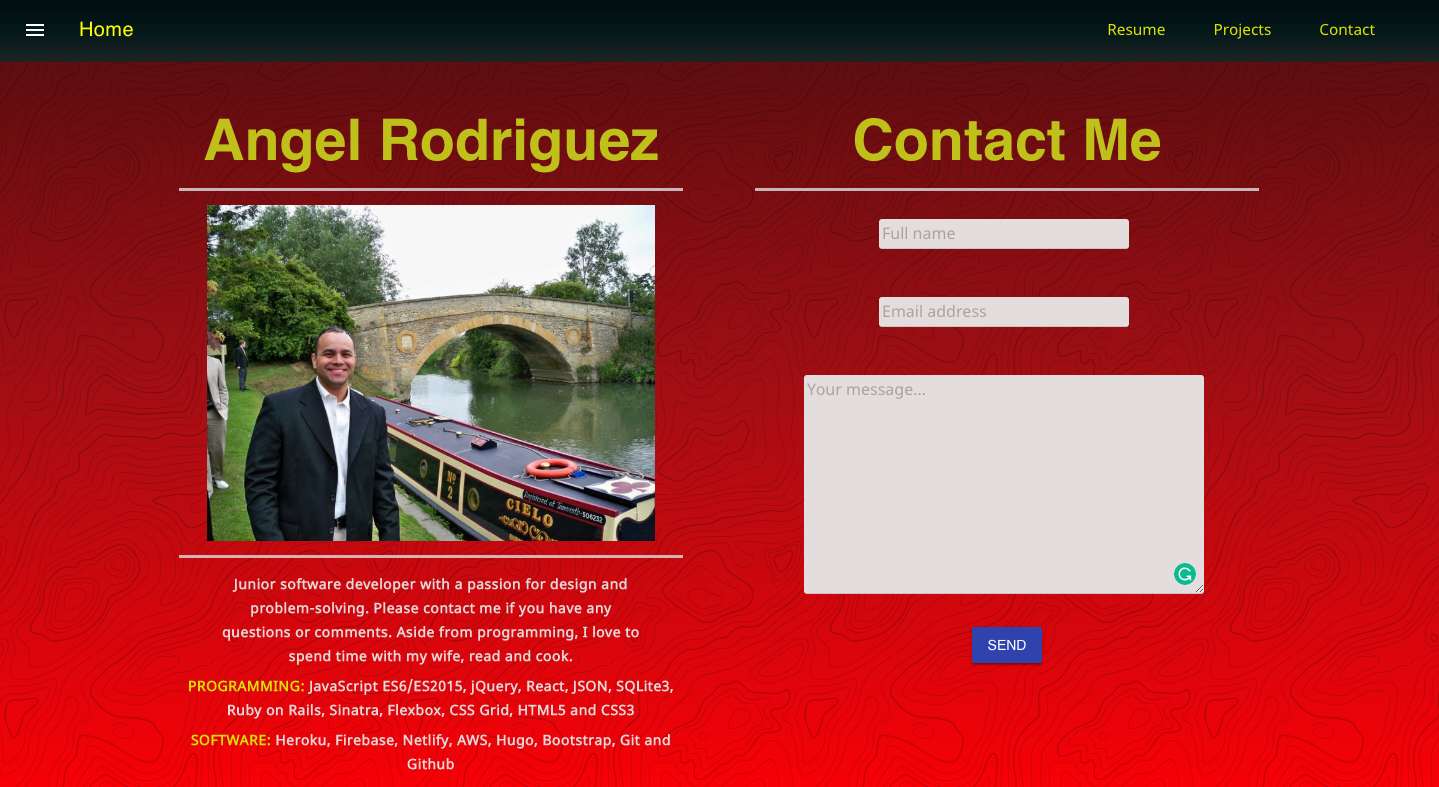 Home
Resume
Projects
Contact
Angel Rodriguez
Nº
2
Registered at Tamworth-506232
CIELO
Junior software developer with a passion for design and
problem-solving. Please contact me if you have any
questions or comments. Aside from programming, I love to
spend time with my wife, read and cook.
PROGRAMMING: JavaScript ES6/ES2015, jQuery, React, JSON, SQLite3,
Ruby on Rails, Sinatra, Flexbox, CSS Grid, HTML5 and CSS3
SOFTWARE: Heroku, Firebase, Netlify, AWS, Hugo, Bootstrap, Git and
Github
Contact Me
Full name
Email address
Your message...
SEND